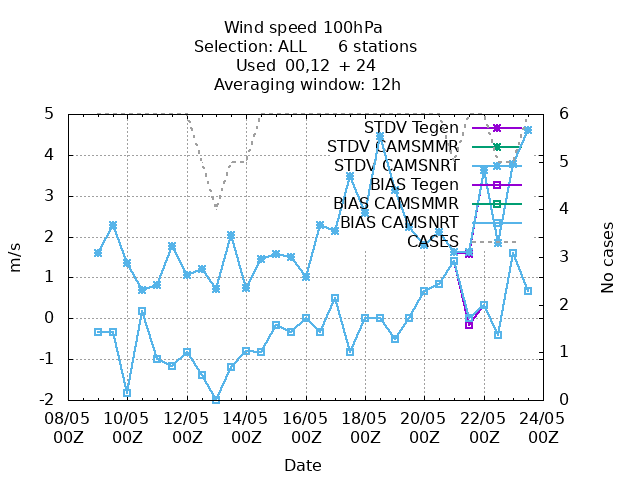 Wind speed 100hPa
Selection: ALL 6 stations
Used 00,12 + 24
Averaging window: 12h
5
4
3
2
1
0
-1
-2
m/s
6
5
4
3
2
1
0
No cases
STDV Tegen
STDV CAMSMMR
STDV CAMSNRT
BIAS Tegen
BIAS CAMSMMR
BIAS CAMSNRT
CASES
08/05 10/05 12/05 14/05 16/05 18/05 20/05 22/05 24/05
00Z 00Z 00Z 00Z 00Z 00Z 00Z 00Z 00Z
Date